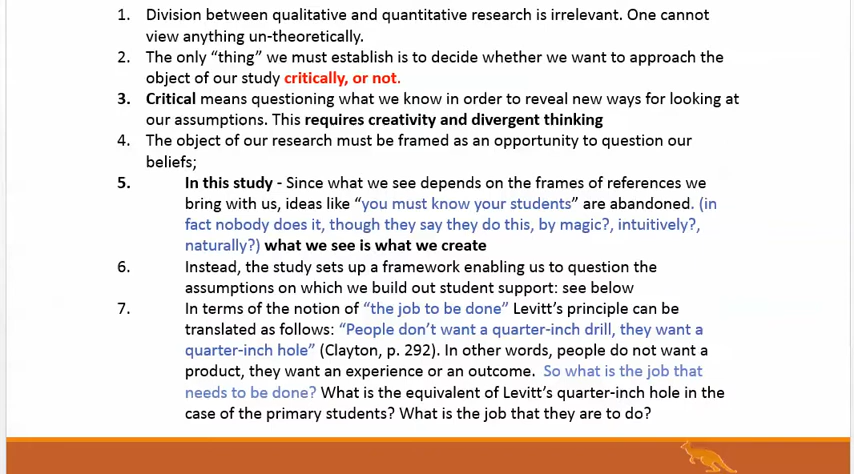 1. Division between qualitative and quantitative research is irrelevant. One cannot
view anything un-theoretically.
2. The only “thing” we must establish is to decide whether we want to approach the
object of our study critically, or not.
3. Critical means questioning what we know in order to reveal new ways for looking at
our assumptions. This requires creativity and divergent thinking
4. The object of our research must be framed as an opportunity to question our
beliefs;
5. In this study - Since what we see depends on the frames of references we
bring with us, ideas like “you must know your students” are abandoned. (in
fact nobody does it, though they say they do this, by magic?, intuitively?,
naturally?) what we see is what we create
6. Instead, the study sets up a framework enabling us to question the
assumptions on which we build out student support: see below
7. In terms of the notion of “the job to be done” Levitt’s principle can be
translated as follows: “People don’t want a quarter-inch drill, they want a
quarter-inch hole” (Clayton, p. 292). In other words, people do not want a
product, they want an experience or an outcome. So what is the job that
needs to be done? What is the equivalent of Levitt’s quarter-inch hole in the
case of the primary students? What is the job that they are to do?